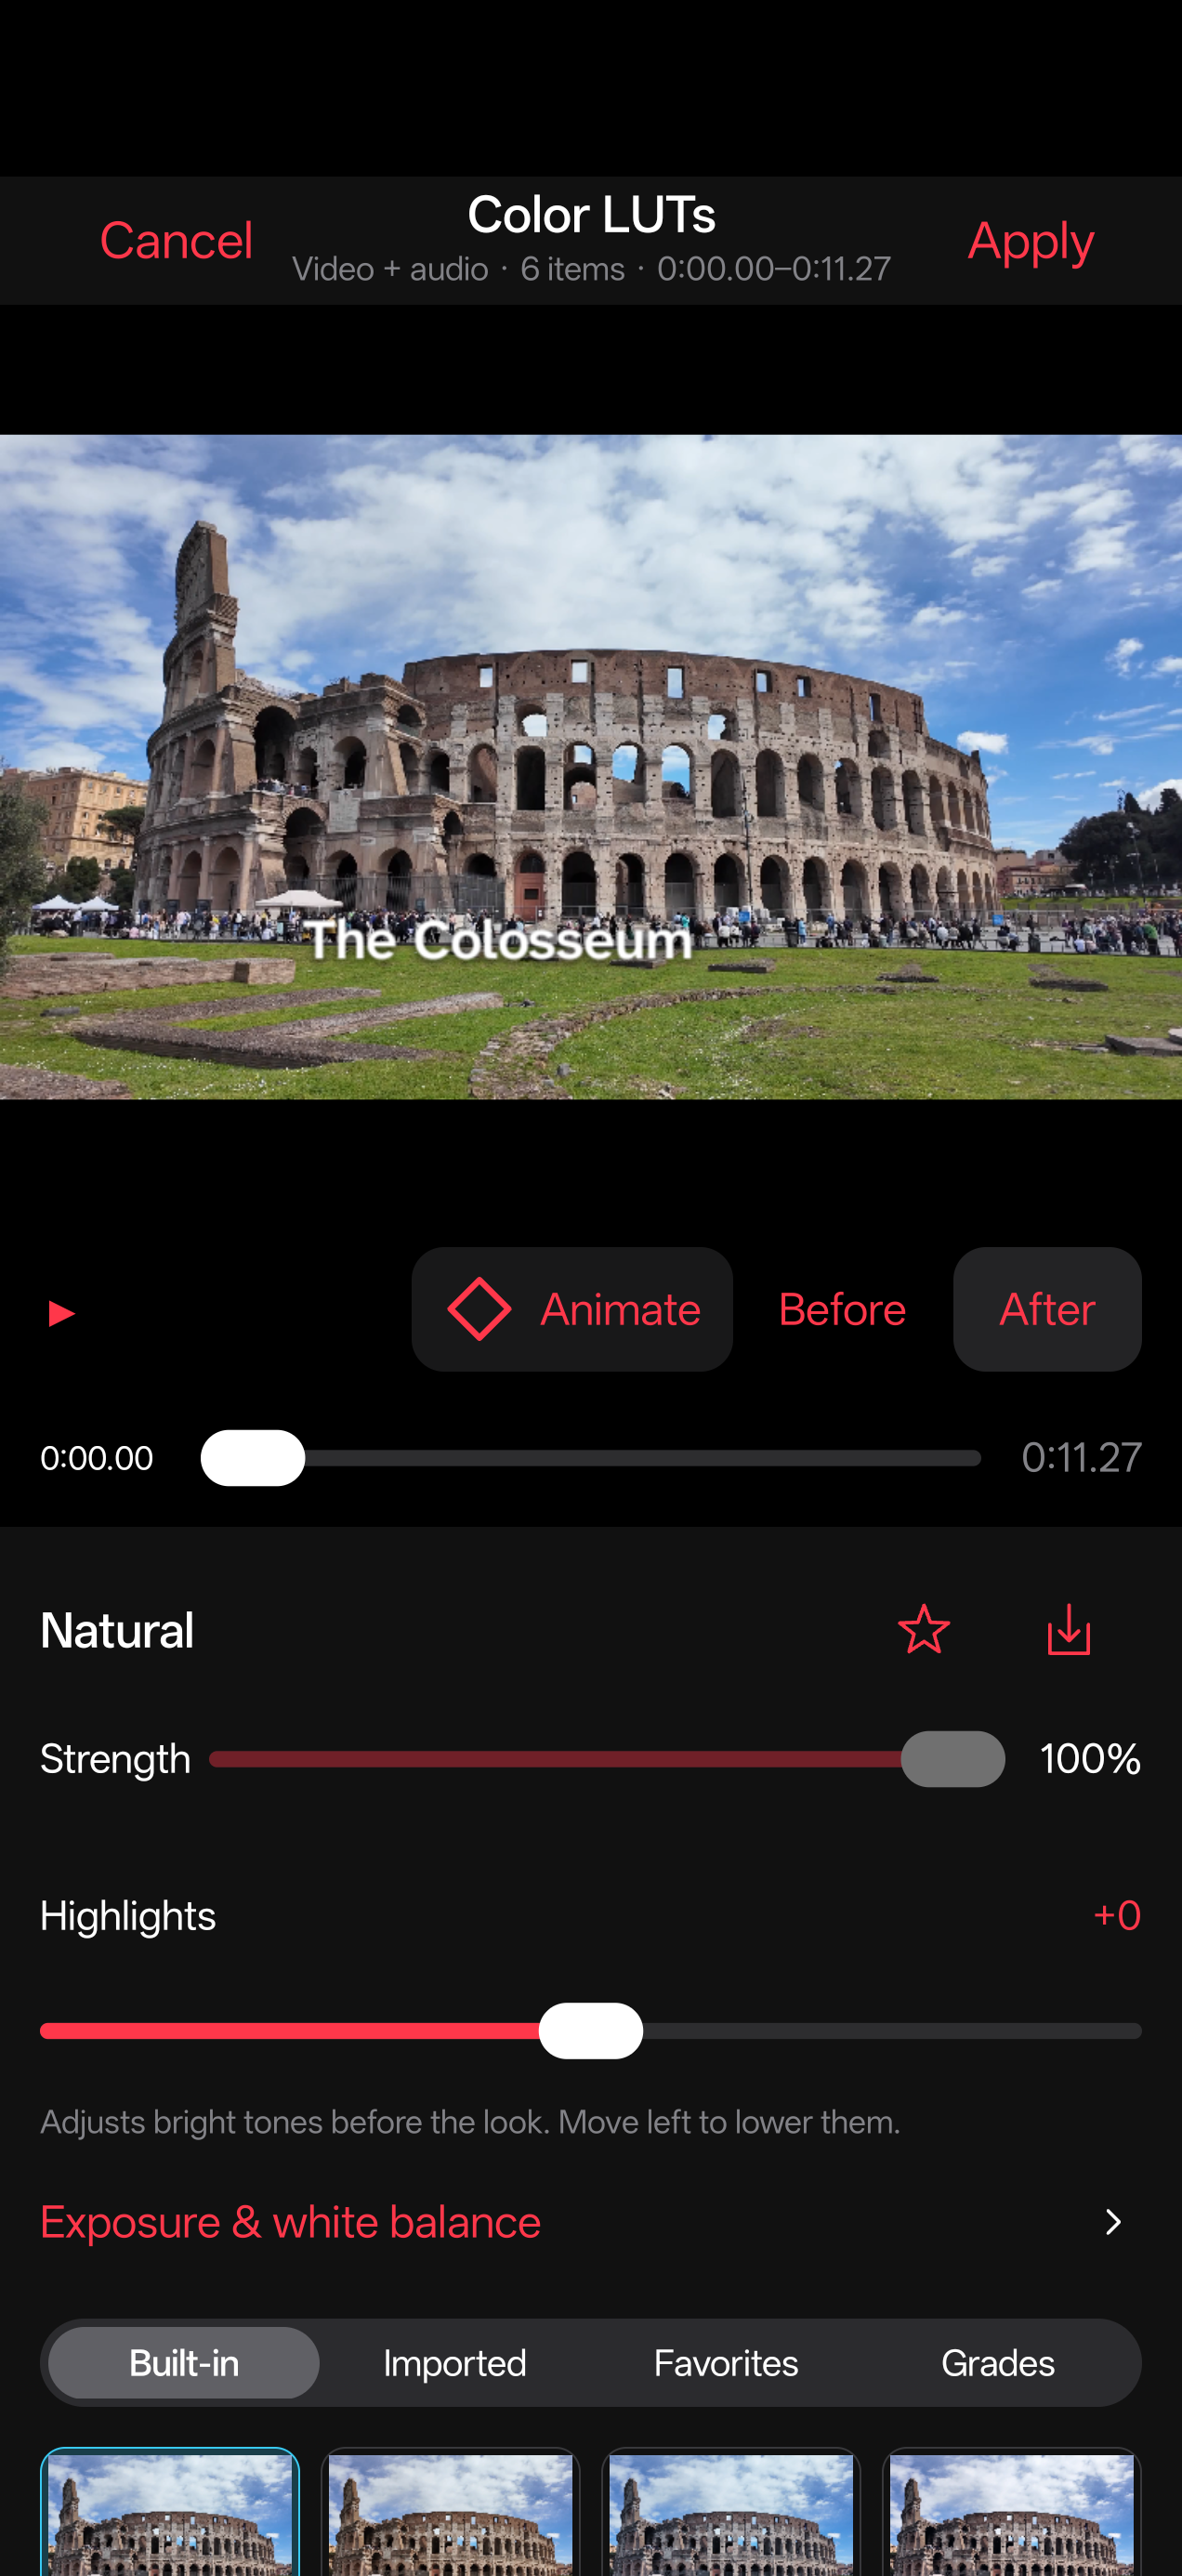 Color LUTs
Cancel
Apply
Video + audio · 6 items · 0:00.00–0:11.27
The Colosseum
Animate
Before
After
0:00.00
0:11.27
Natural
Strength
100%
Highlights
+0
Adjusts bright tones before the look. Move left to lower them.
Exposure & white balance
Built-in
Imported
Favorites
Grades